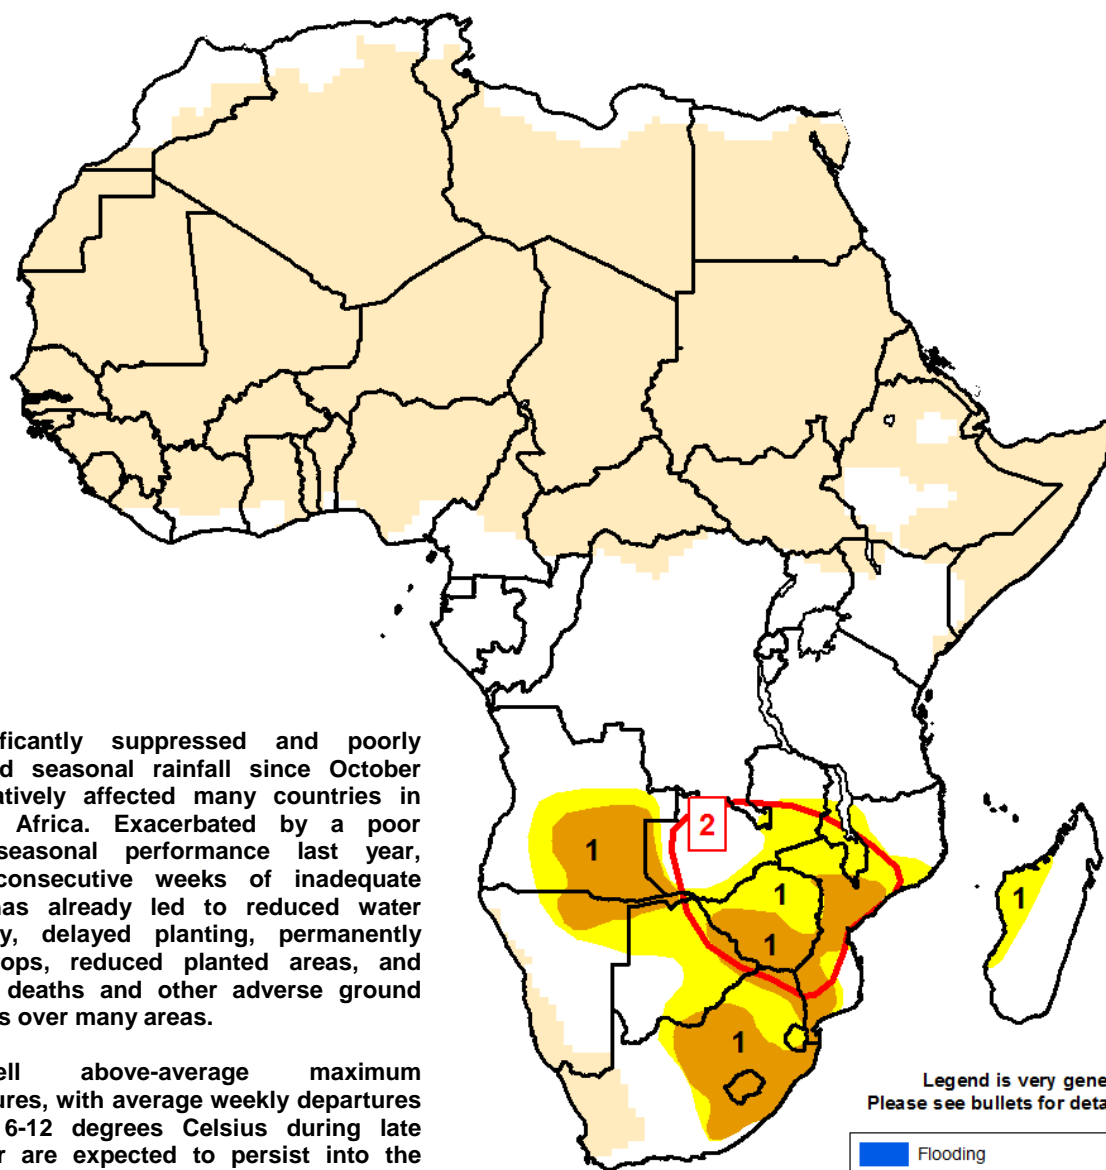 ficantly suppressed and poorly
d seasonal rainfall since October
atively affected many countries in
Africa. Exacerbated by a poor
seasonal performance last year,
consecutive weeks of inadequate
has already led to reduced water
y, delayed planting, permanently
ops, reduced planted areas, and
deaths and other adverse ground
s over many areas.
ell above-average maximum
ures, with average weekly departures
6-12 degrees Celsius during late
r are expected to persist into the
2
1
1
1
1
1
Legend is very gene
Please see bullets for deta
Flooding